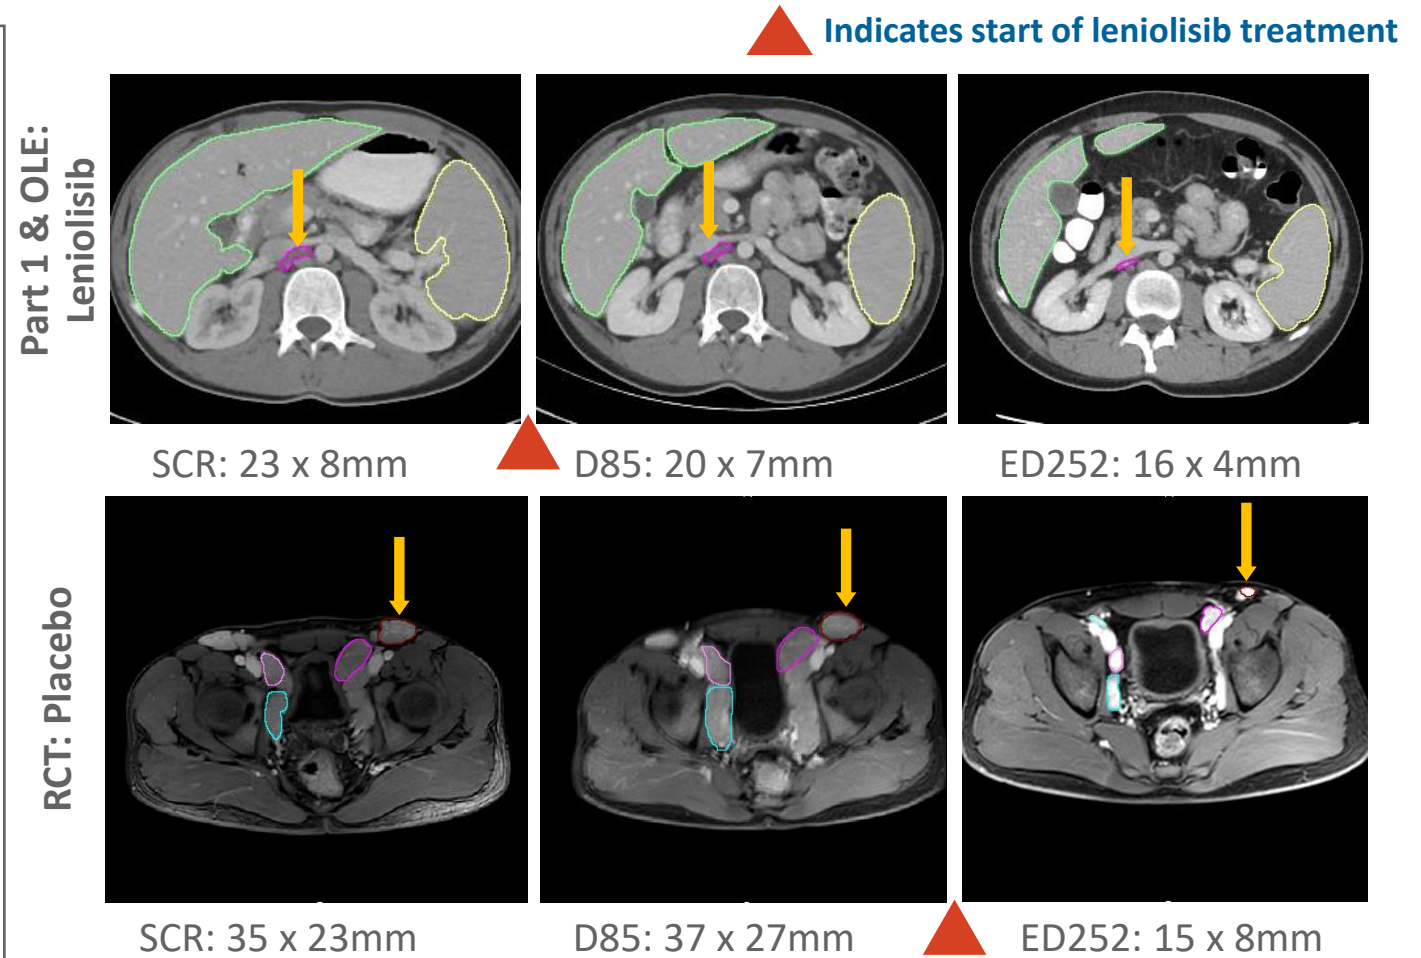 Indicates start of leniolisib treatment
Part 1 & OLE:
Leniolisib
SCR: 23 x 8mm
D85: 20 x 7mm
ED252: 16 x 4mm
RCT: Placebo
SCR: 35 x 23mm
D85: 37 x 27mm
ED252: 15 x 8mm